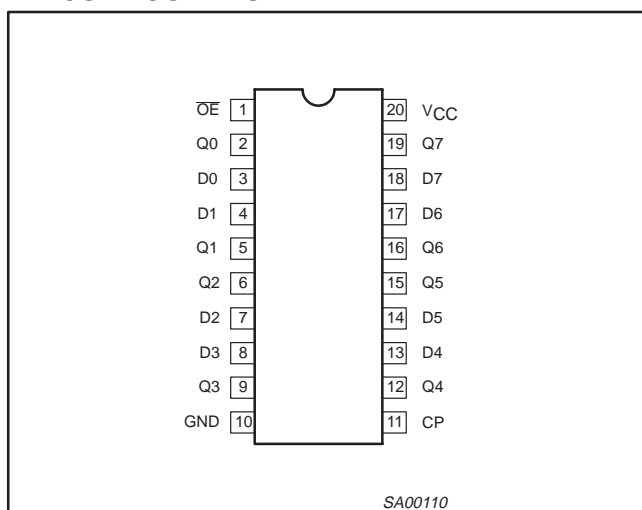 OE 1 20 VCC
Q0 2 19 Q7
D0 3 18 D7
D1 4 17 D6
Q1 5 16 Q6
Q2 6 15 Q5
D2 7 14 D5
D3 8 13 D4
Q3 9 12 Q4
GND 10 11 CP
SA00110